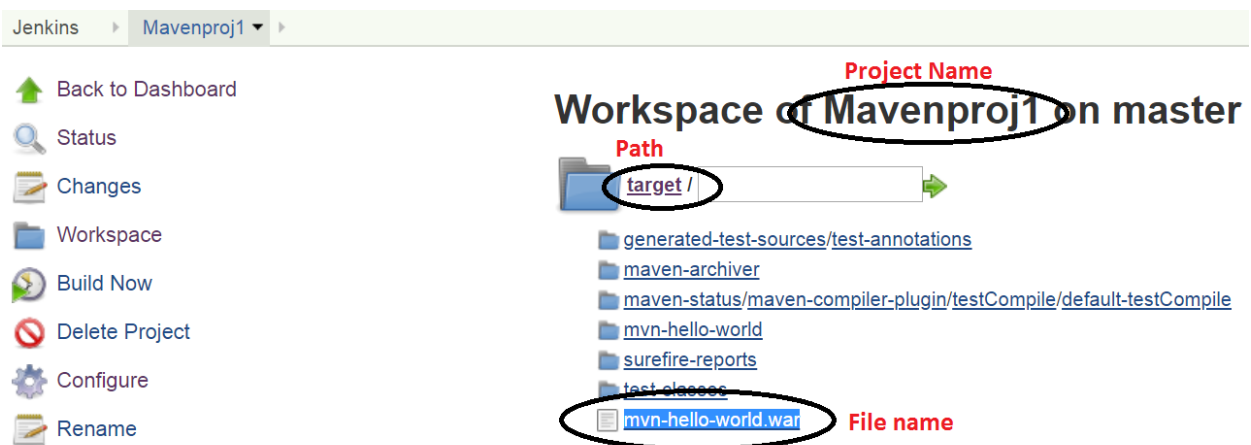 Jenkins Mavenproj1
Back to Dashboard
Status
Changes
Workspace
Build Now
Delete Project
Configure
Rename
Project Name
Workspace of Mavenproj1 on master
Path
target /
generated-test-sources/test-annotations
maven-archiver
maven-status/maven-compiler-plugin/testCompile/default-testCompile
mvn-hello-world
surefire-reports
test-classes
mvn-hello-world.war File name